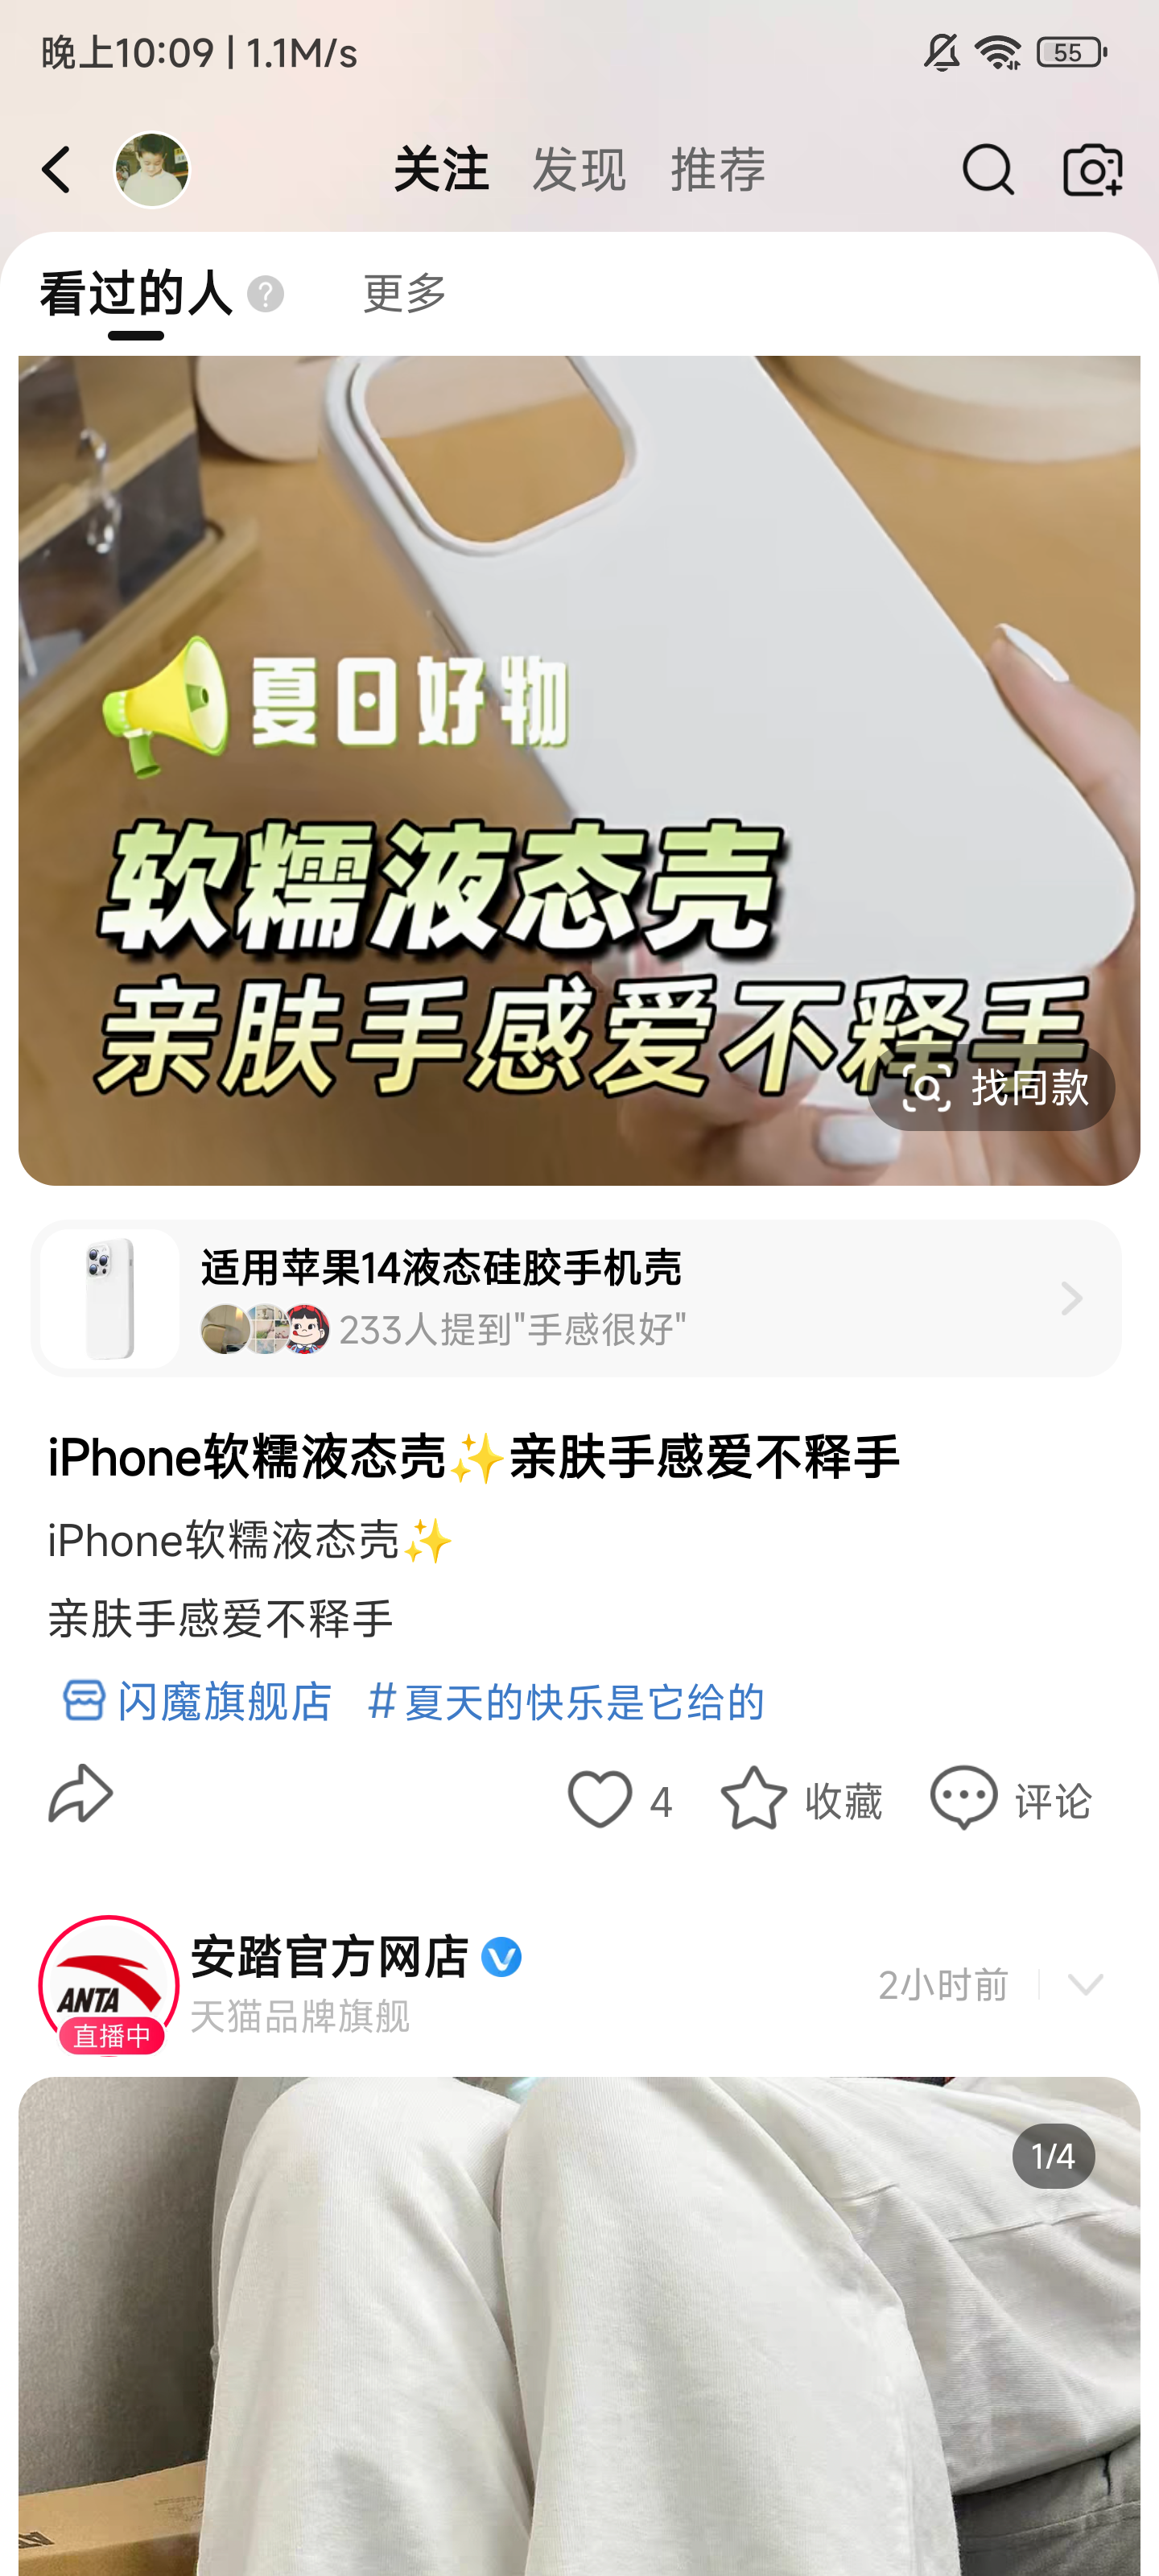 晚上10:09 | 1.1M/s
55
关注 发现 推荐
看过的人 ? 更多
夏日好物
软糯液态壳
亲肤手感爱不释手
找同款
适用苹果14液态硅胶手机壳
233人提到"手感很好"
iPhone软糯液态壳✨亲肤手感爱不释手
iPhone软糯液态壳✨
亲肤手感爱不释手
闪魔旗舰店 #夏天的快乐是它给的
4 收藏 评论
安踏官方网店
2小时前
天猫品牌旗舰
ANTA
直播中
1/4